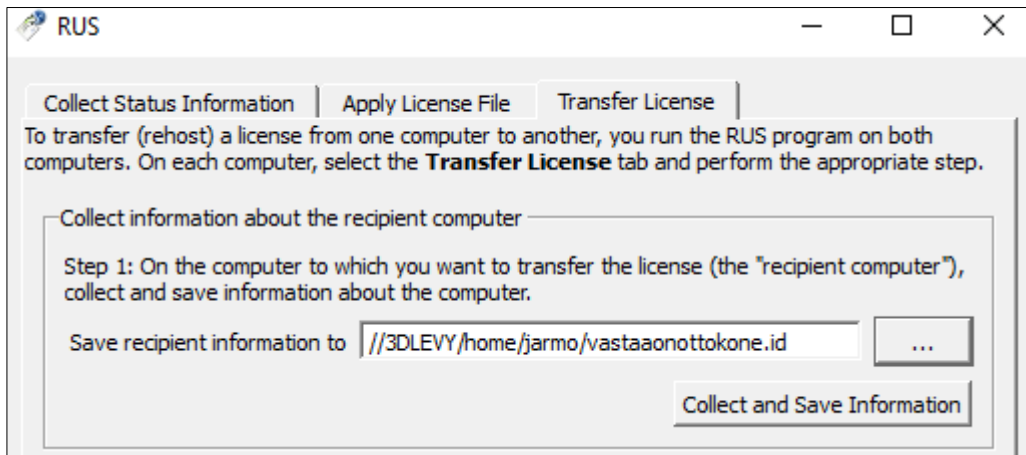 RUS
Collect Status Information Apply License File Transfer License
To transfer (rehost) a license from one computer to another, you run the RUS program on both
computers. On each computer, select the Transfer License tab and perform the appropriate step.
Collect information about the recipient computer
Step 1: On the computer to which you want to transfer the license (the "recipient computer"),
collect and save information about the computer.
Save recipient information to //3DLEVY/home/jarmo/vastaaonottokone.id ...
Collect and Save Information